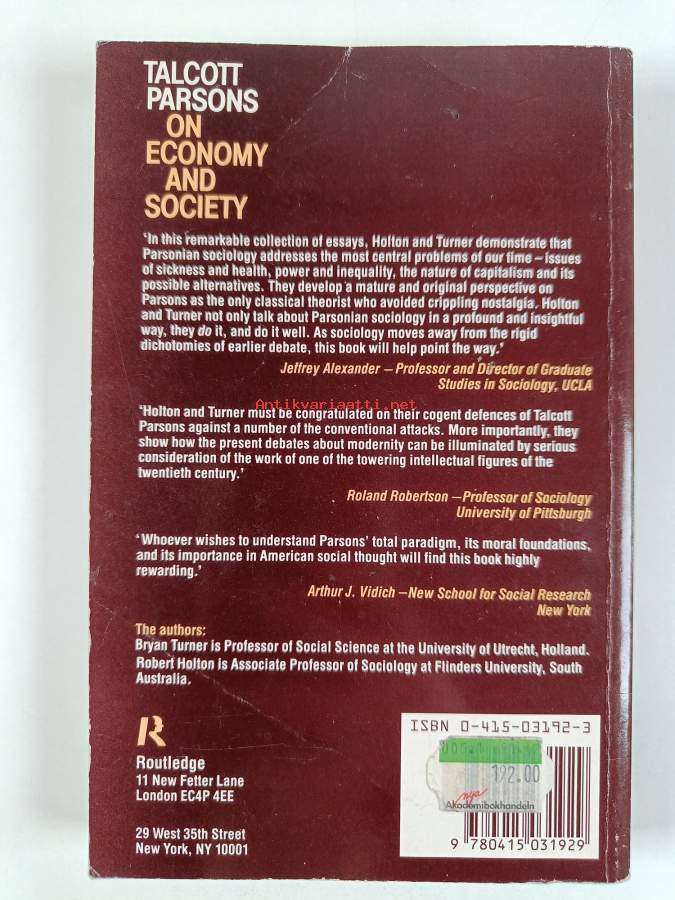 TALCOTT
PARSONS
ON
ECONOMY
AND
SOCIETY
'In this remarkable collection of essays, Holton and Turner demonstrate that
Parsonian sociology addresses the most central problems of our time – issues
of sickness and health, power and inequality, the nature of capitalism and its
possible alternatives. They develop a mature and original perspective on
Parsons as the only classical theorist who avoided crippling nostalgia. Holton
and Turner not only talk about Parsonian sociology in a profound and insightful
way, they do it, and do it well. As sociology moves away from the rigid
dichotomies of earlier debate, this book will help point the way.'
Jeffrey Alexander – Professor and Director of Graduate
Studies in Sociology, UCLA
Antikvariaatti.net
'Holton and Turner must be congratulated on their cogent defences of Talcott
Parsons against a number of the conventional attacks. More importantly, they
show how the present debates about modernity can be illuminated by serious
consideration of the work of one of the towering intellectual figures of the
twentieth century.'
Roland Robertson – Professor of Sociology
University of Pittsburgh
'Whoever wishes to understand Parsons' total paradigm, its moral foundations,
and its importance in American social thought will find this book highly
rewarding.'
Arthur J. Vidich – New School for Social Research
New York
The authors:
Bryan Turner is Professor of Social Science at the University of Utrecht, Holland.
Robert Holton is Associate Professor of Sociology at Flinders University, South
Australia.
R
Routledge
11 New Fetter Lane
London EC4P 4EE
29 West 35th Street
New York, NY 10001
ISBN 0-415-03192-3
192.00
nya
Akademibokhandeln
9 780415 031929